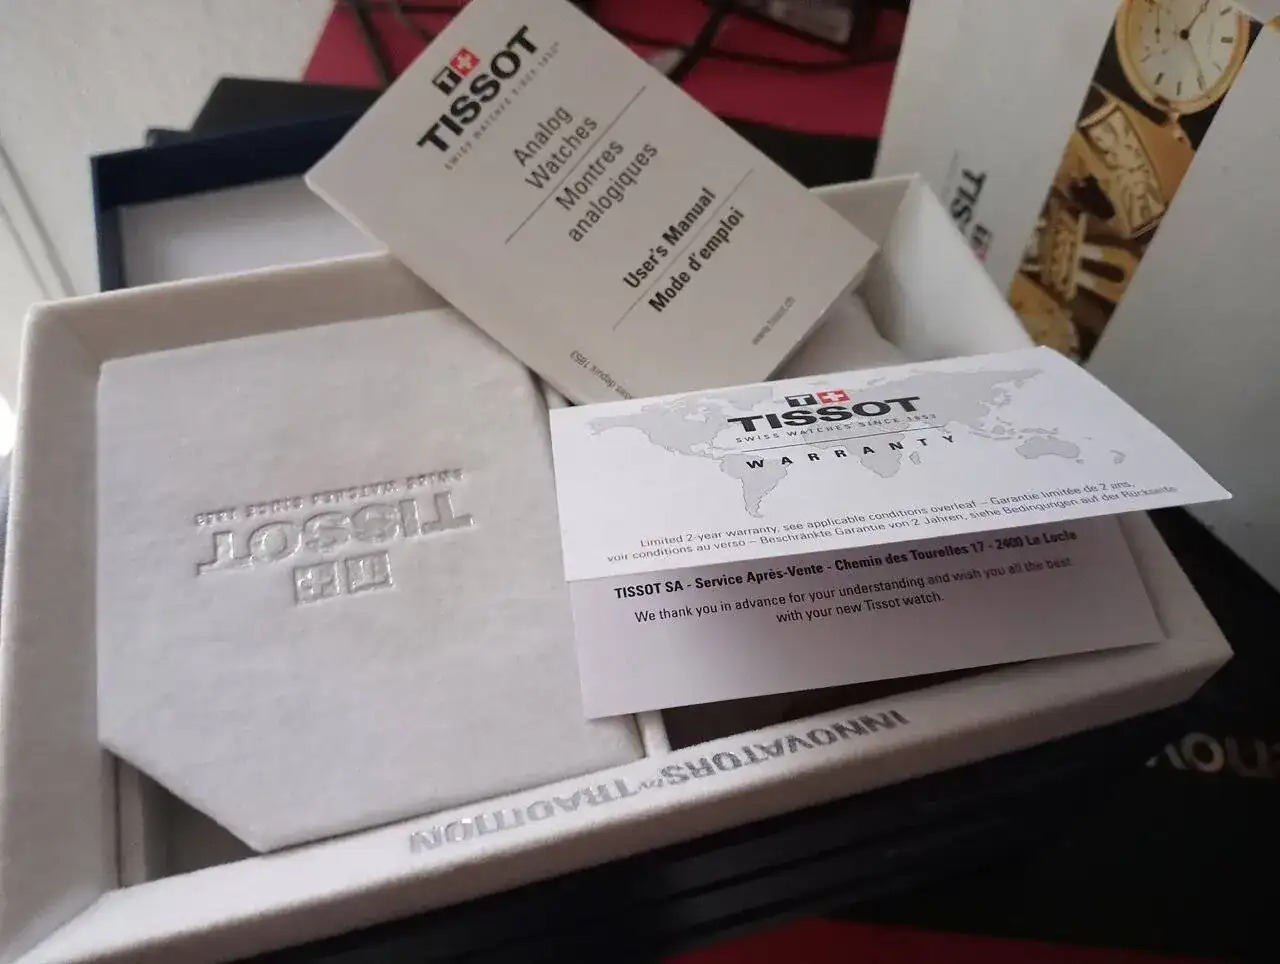 TISSOT
SWISS WATCHES SINCE 1853
Analog
Watches
Montres
analogiques
User's Manual
Mode d'emploi
www.tissot.ch
depuis 1853
TISSOT
TISSOT
SWISS WATCHES SINCE 1853
WARRANTY
Limited 2-year warranty, see applicable conditions overleaf – Garantie limitée de 2 ans,
voir conditions au verso – Beschränkte Garantie von 2 Jahren, siehe Bedingungen auf der Rückseite
TISSOT SA - Service Après-Vente - Chemin des Tourelles 17 - 2400 Le Locle
We thank you in advance for your understanding and wish you all the best
with your new Tissot watch.
TISSOT
SWISS WATCHES SINCE 1853
INNOVATORS by TRADITION